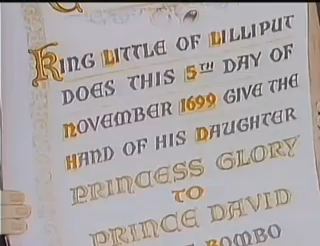 King Little of Lilliput
does this 5th day of
November 1699 give the
Hand of his Daughter
Princess Glory
to
Prince David
Bombo